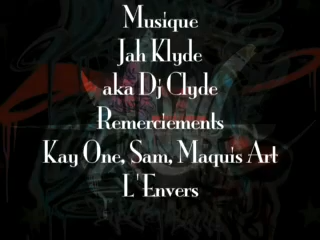 Musique
Jah Klyde
aka Dj Clyde
Remerciements
Kay One, Sam, Maquis Art
L'Envers